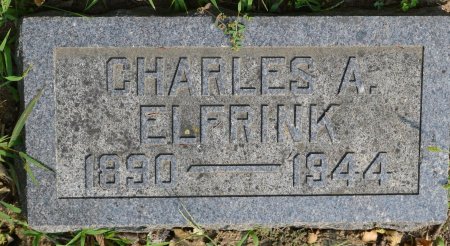 CHARLES A.
ELFRINK
1890 — 1944